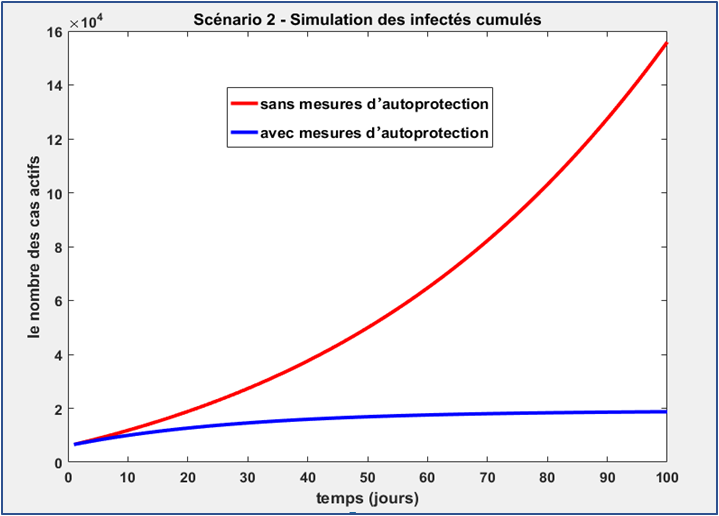 Scénario 2 - Simulation des infectés cumulés
×10⁴
16
14
12
10
8
6
4
2
0
le nombre des cas actifs
sans mesures d’autoprotection
avec mesures d’autoprotection
0 10 20 30 40 50 60 70 80 90 100
temps (jours)